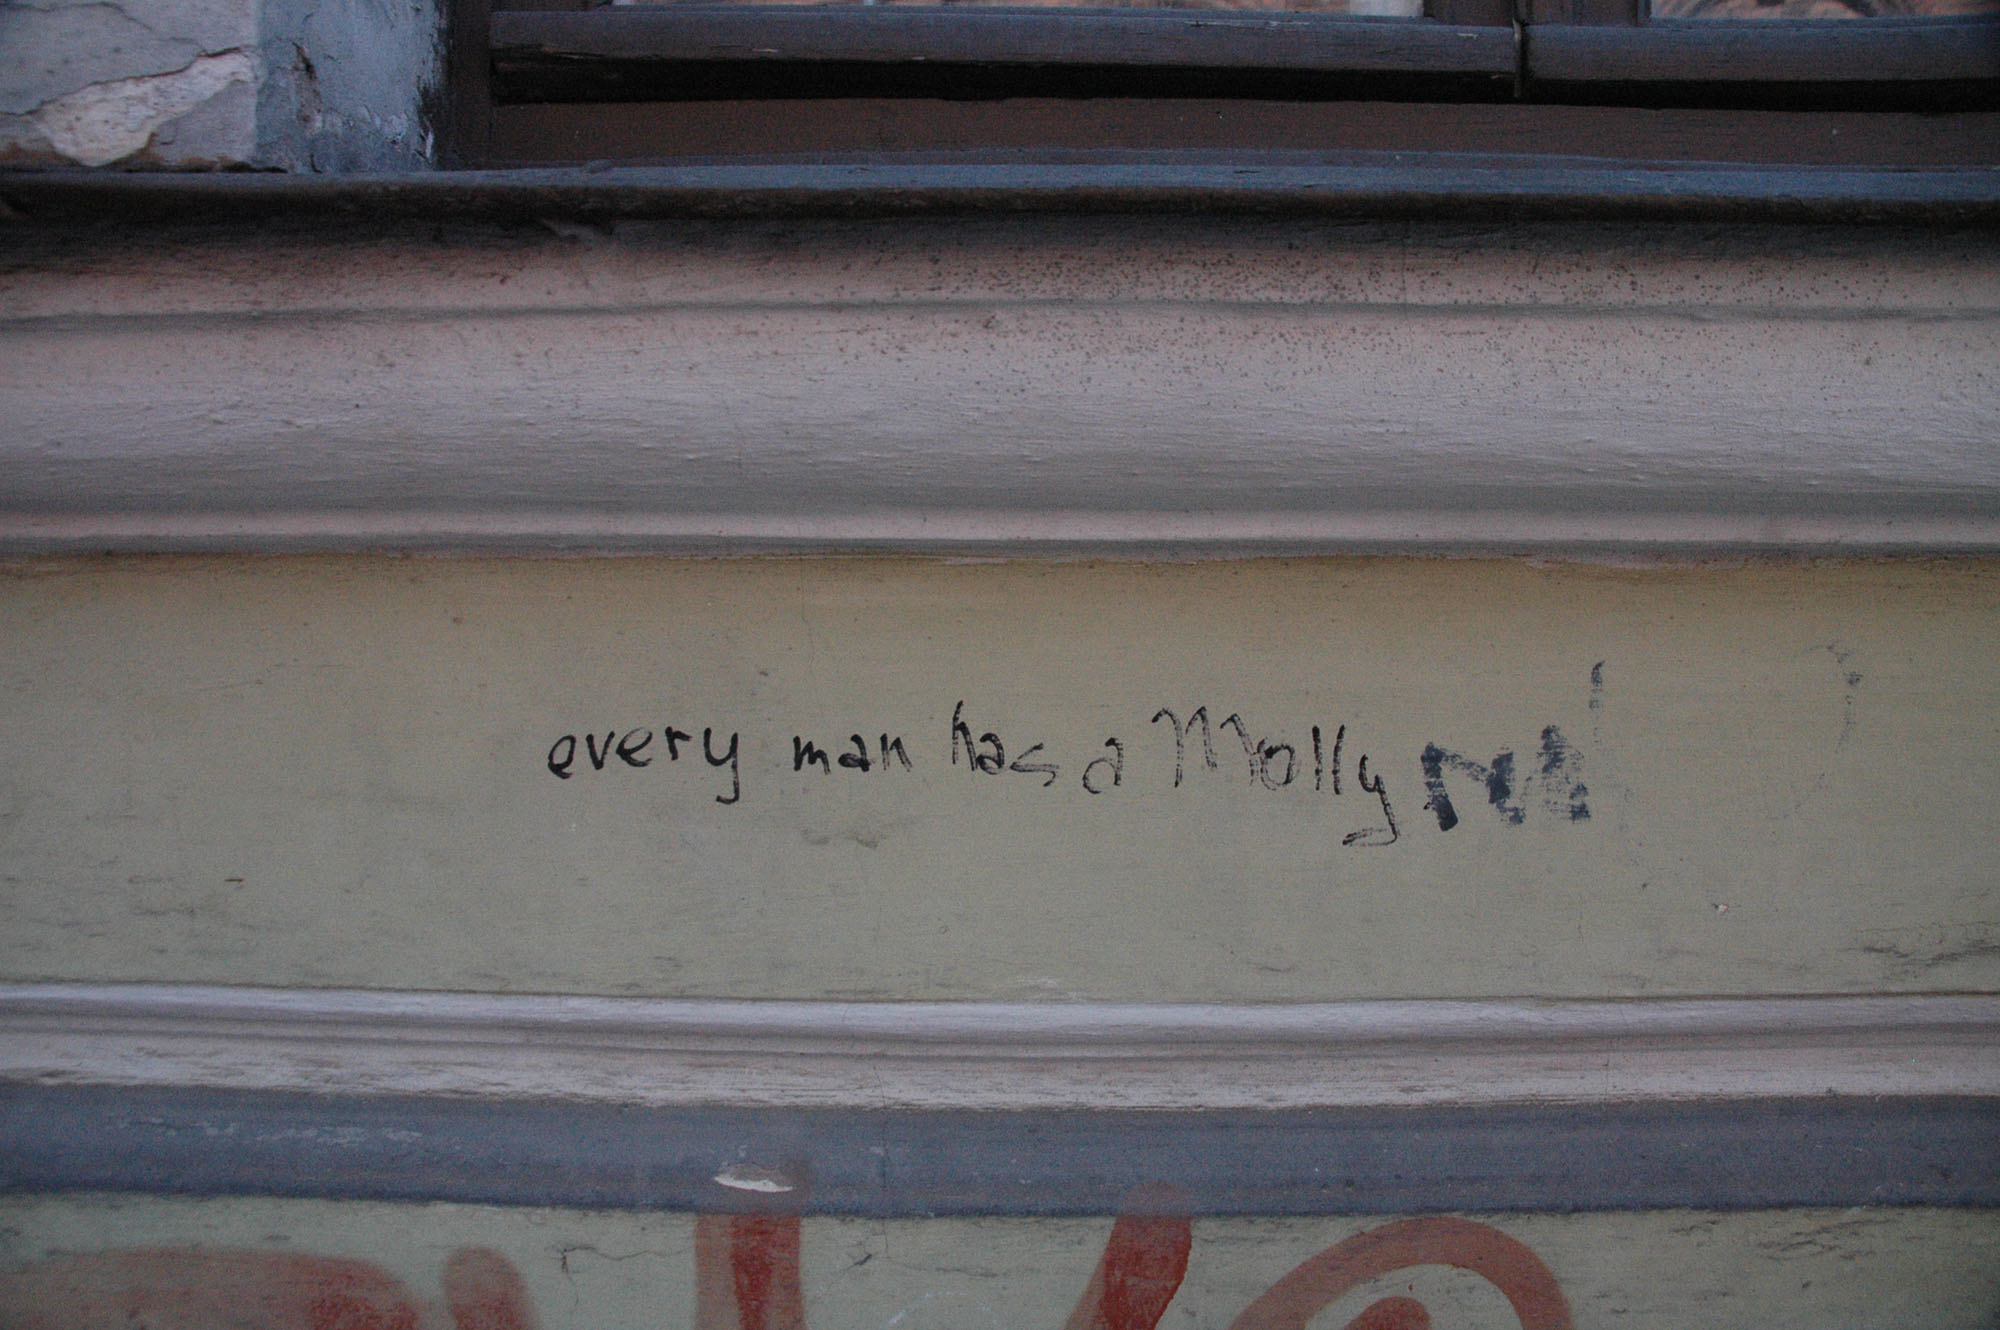 every man has a Molly